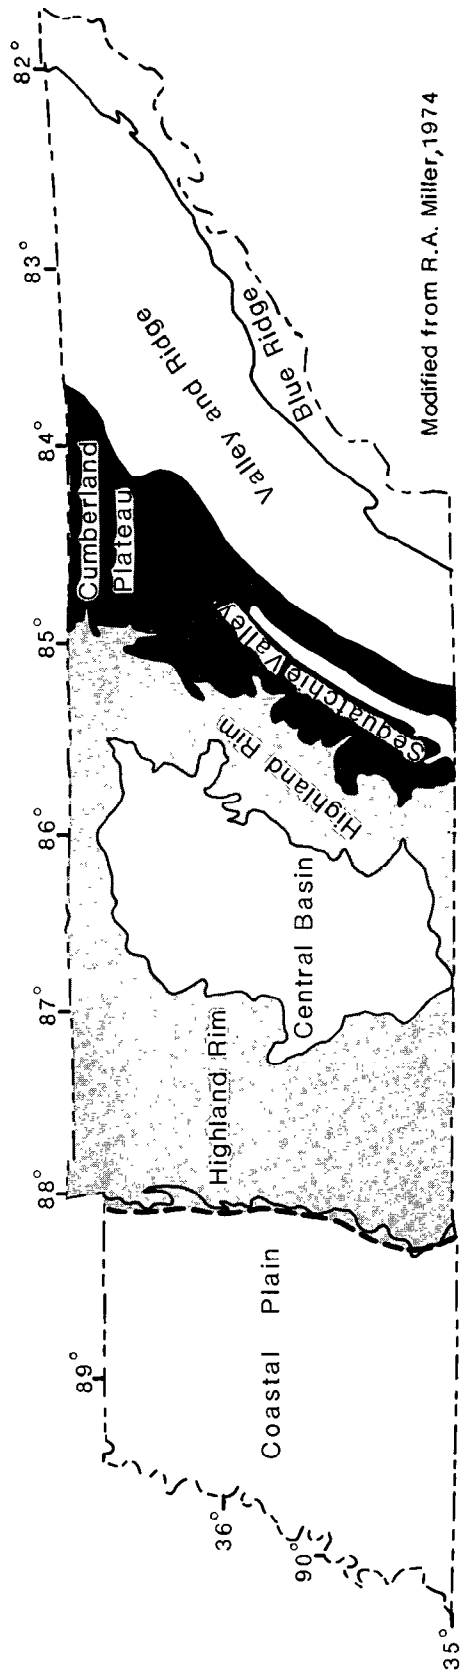 82°
83°
84°
85°
86°
87°
88°
89°
36°
90°
35°
Cumberland
Plateau
Valley and Ridge
Blue Ridge
Sequatchie Valley
Highland Rim
Central Basin
Highland Rim
Coastal Plain
Modified from R.A. Miller,1974